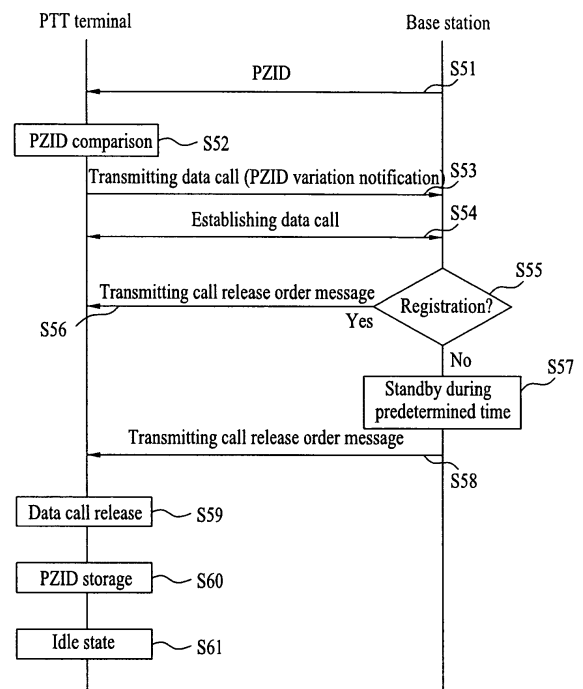 PTT terminal
Base station
PZID
S51
PZID comparison
S52
Transmitting data call (PZID variation notification)
S53
Establishing data call
S54
Registration?
S55
Transmitting call release order message
S56
Yes
No
Standby during
predetermined time
S57
Transmitting call release order message
S58
Data call release
S59
PZID storage
S60
Idle state
S61